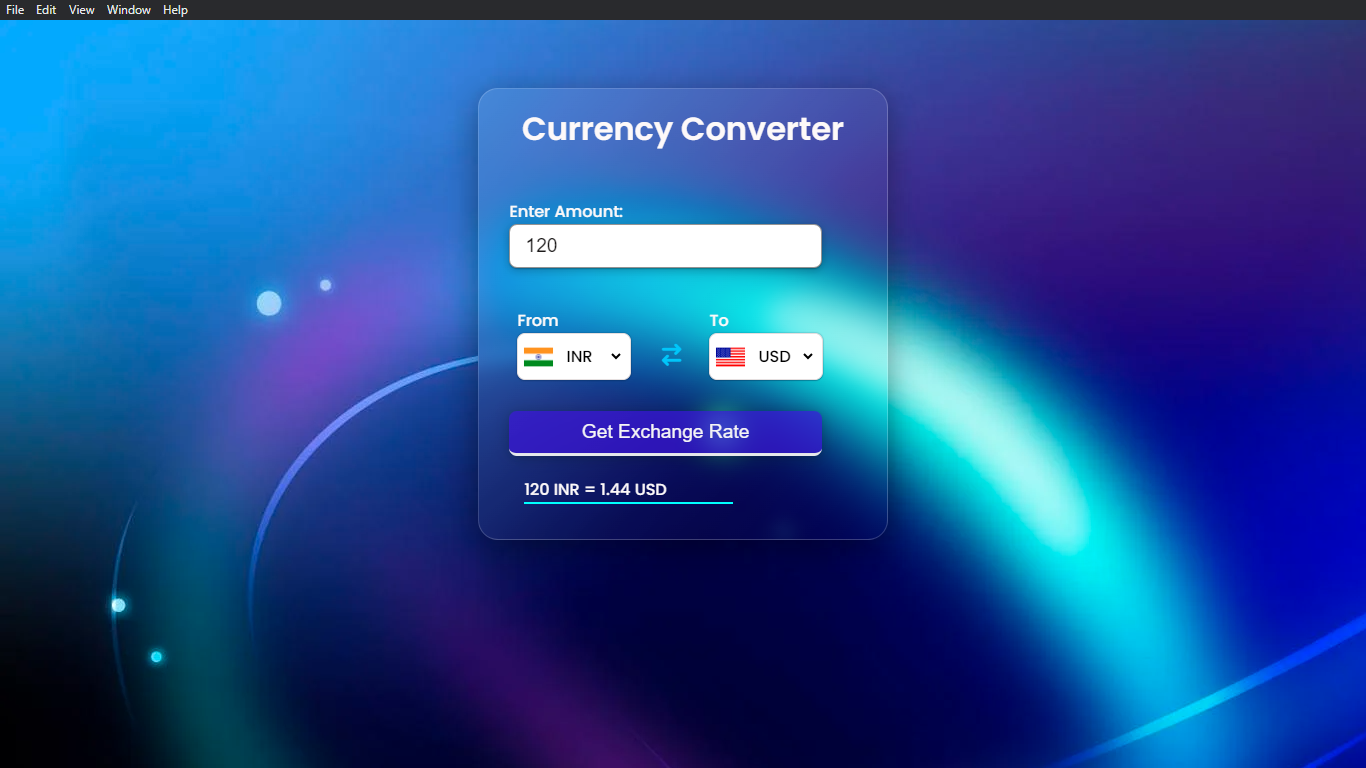 File Edit View Window Help
Currency Converter
Enter Amount:
120
From To
INR USD
Get Exchange Rate
120 INR = 1.44 USD